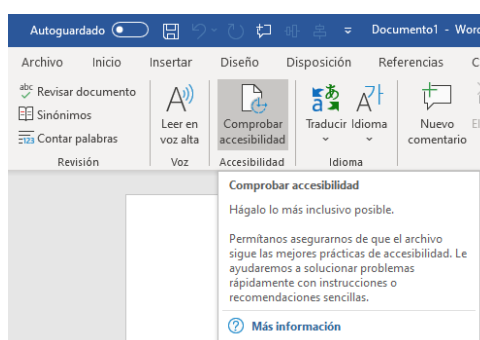 Autoguardado Documento1 - Word
Archivo Inicio Insertar Diseño Disposición Referencias
abc Revisar documento
Sinónimos
123 Contar palabras
Revisión
A
Leer en
voz alta
Voz
Comprobar
accesibilidad
Accesibilidad
Traducir Idioma
Idioma
Nuevo
comentario
Comprobar accesibilidad
Hágalo lo más inclusivo posible.
Permítanos asegurarnos de que el archivo
sigue las mejores prácticas de accesibilidad. Le
ayudaremos a solucionar problemas
rápidamente con instrucciones o
recomendaciones sencillas.
Más información